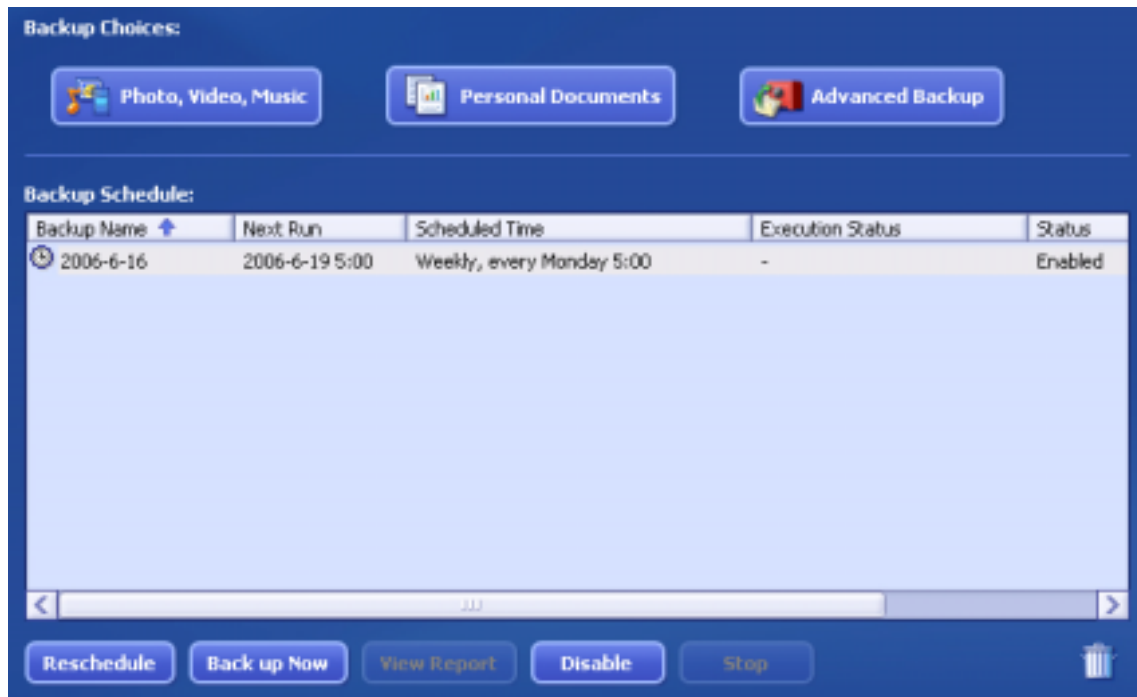 Backup Choices:
Photo, Video, Music
Personal Documents
Advanced Backup
Backup Schedule:
Backup Name Next Run Scheduled Time Execution Status Status
2006-6-16 2006-6-19 5:00 Weekly, every Monday 5:00 - Enabled
Reschedule Back up Now View Report Disable Stop